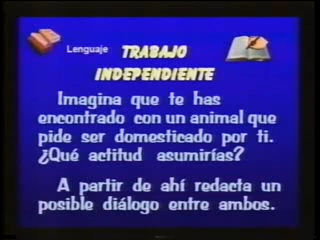 Lenguaje
TRABAJO
INDEPENDIENTE
Imagina que te has
encontrado con un animal que
pide ser domesticado por ti.
¿Qué actitud asumirías?
A partir de ahí redacta un
posible diálogo entre ambos.